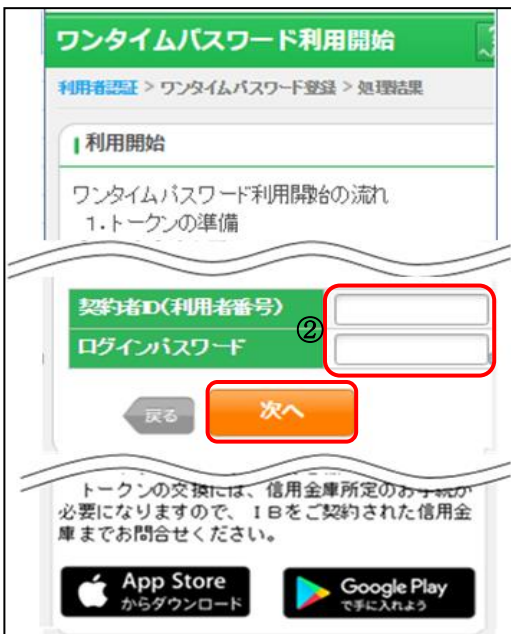 ワンタイムパスワード利用開始
利用者認証 > ワンタイムパスワード登録 > 処理結果
利用開始
ワンタイムパスワード利用開始の流れ
1.トークンの準備
契約者ID(利用者番号)
②
ログインパスワード
戻る
次へ
トークンの交換には、信用金庫所定のお手続が
必要になりますので、IBをご契約された信用金
庫までお問合せください。
App Store
からダウンロード
Google Play
で手に入れよう